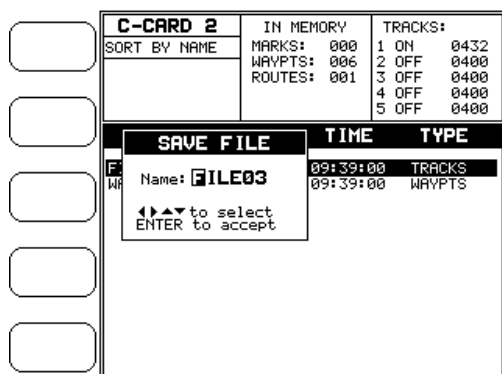 C-CARD 2
SORT BY NAME
IN MEMORY
MARKS: 000
WAYPTS: 006
ROUTES: 001
TRACKS:
1 ON 0432
2 OFF 0400
3 OFF 0400
4 OFF 0400
5 OFF 0400
TIME TYPE
09:39:00 TRACKS
09:39:00 WAYPTS
SAVE FILE
Name: FILE03
to select
ENTER to accept